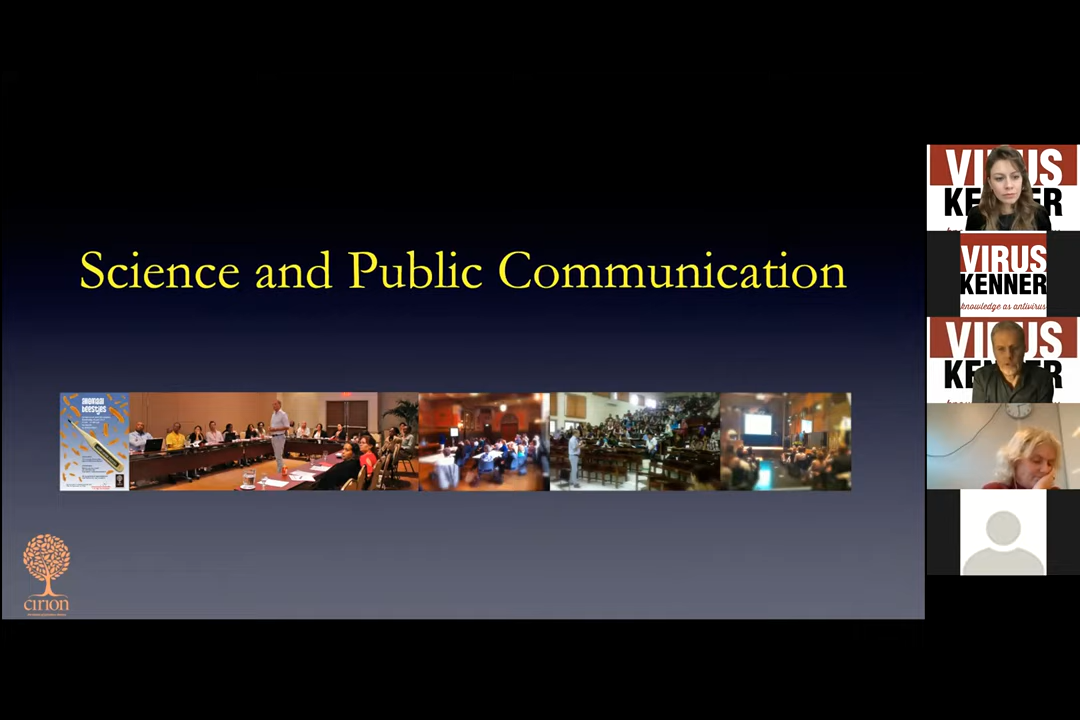 Science and Public Communication
cirion
VIRUS
KENNER
VIRUS
KENNER
knowledge as antivirus
VIRUS
KENNER